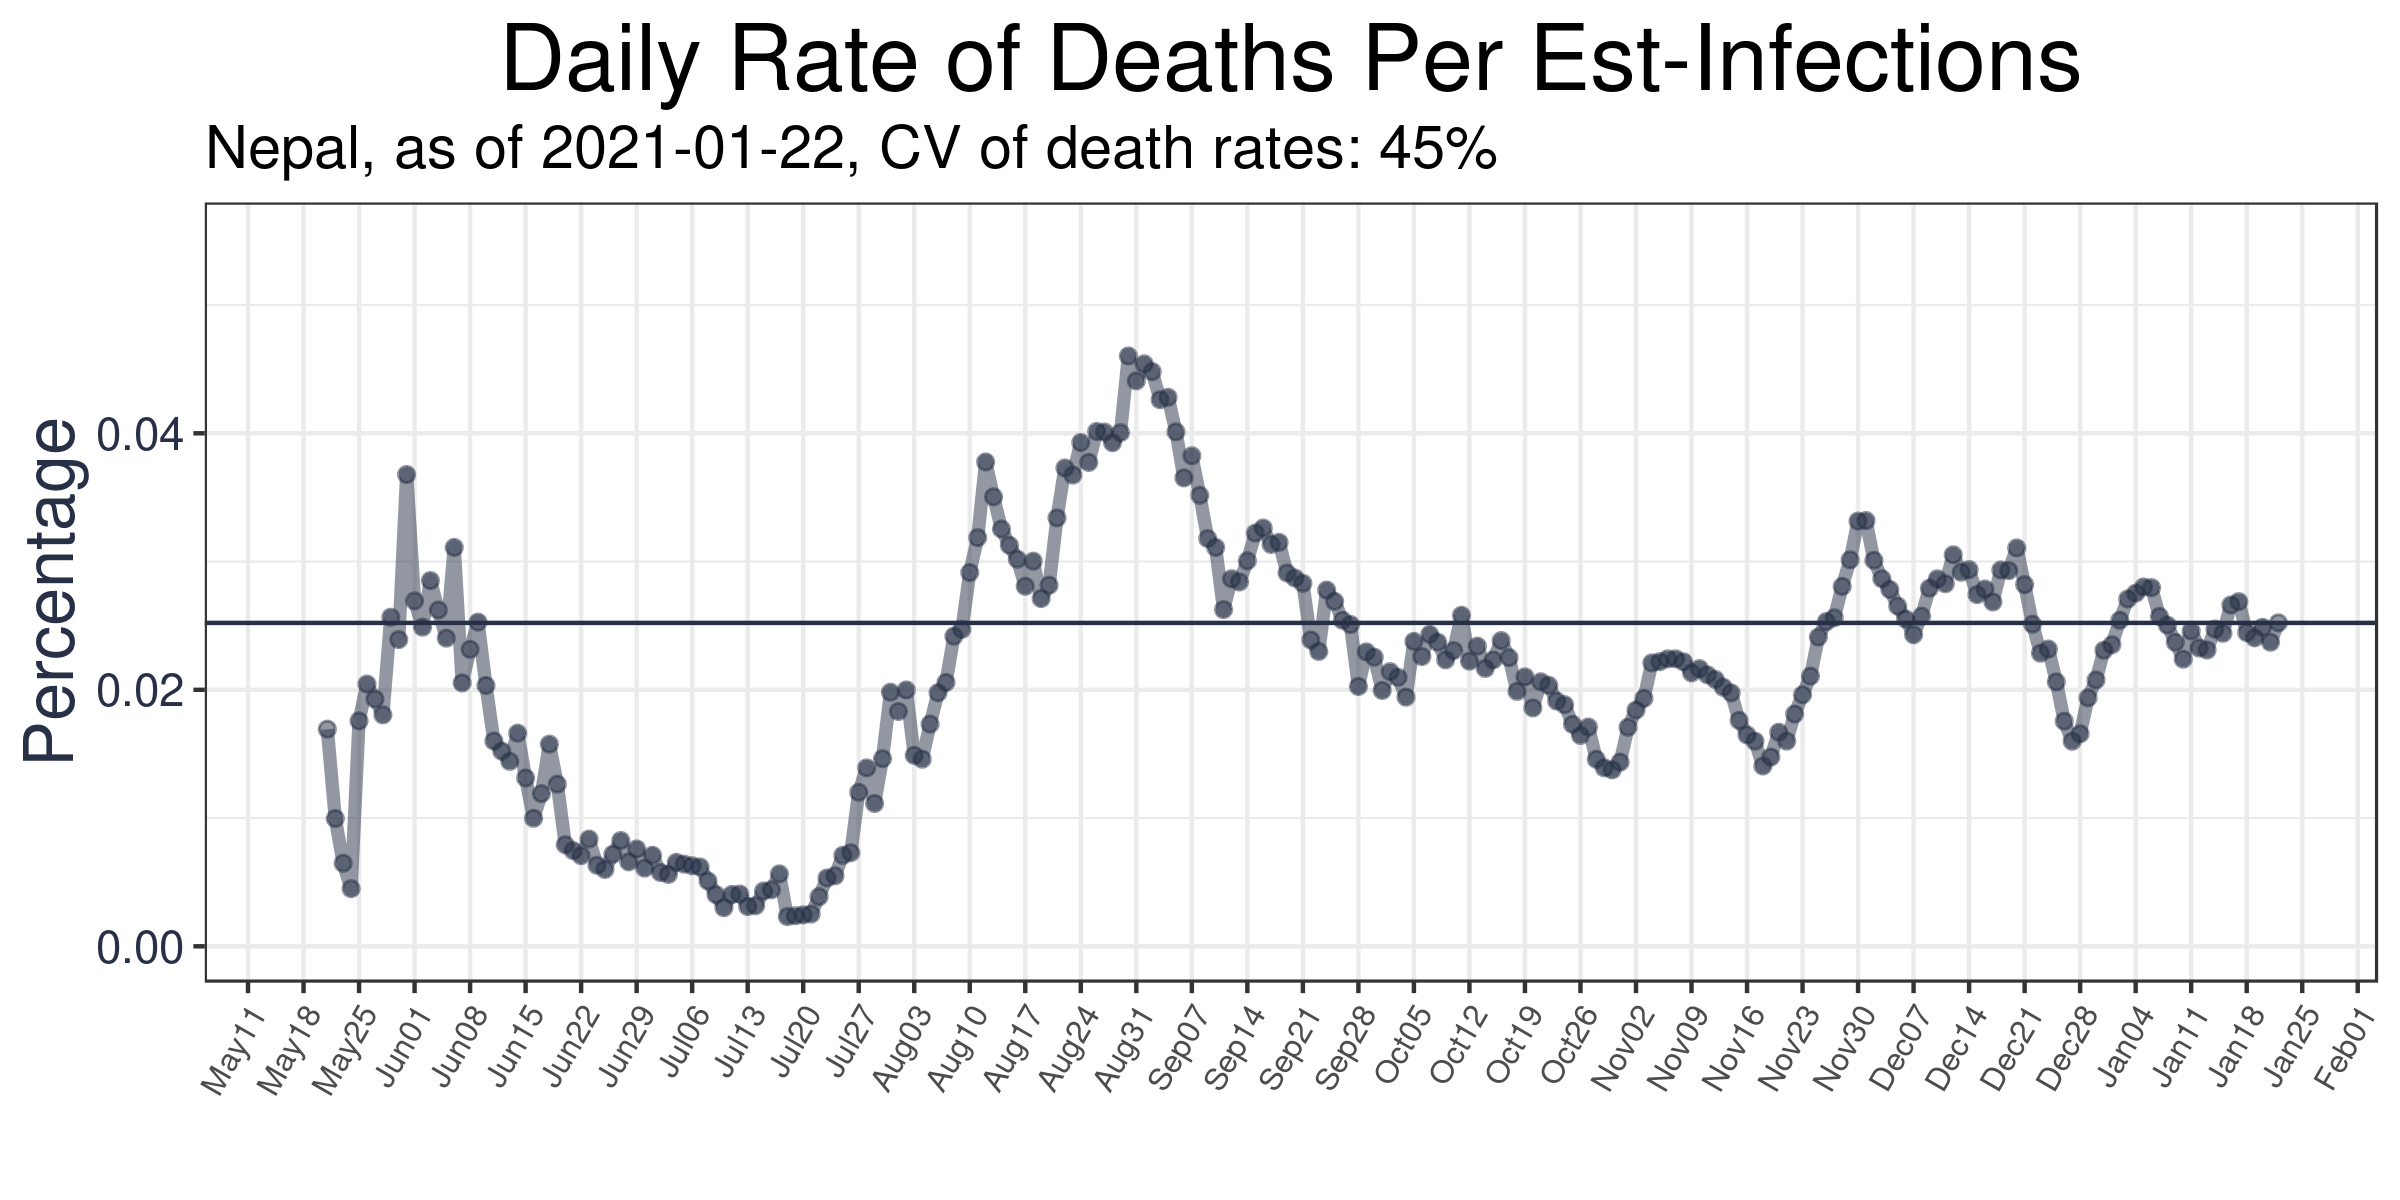 Daily Rate of Deaths Per Est-Infections
Nepal, as of 2021-01-22, CV of death rates: 45%
Percentage
0.04
0.02
0.00
May11 May18 May25 Jun01 Jun08 Jun15 Jun22 Jun29 Jul06 Jul13 Jul20 Jul27 Aug03 Aug10 Aug17 Aug24 Aug31 Sep07 Sep14 Sep21 Sep28 Oct05 Oct12 Oct19 Oct26 Nov02 Nov09 Nov16 Nov23 Nov30 Dec07 Dec14 Dec21 Dec28 Jan04 Jan11 Jan18 Jan25 Feb01